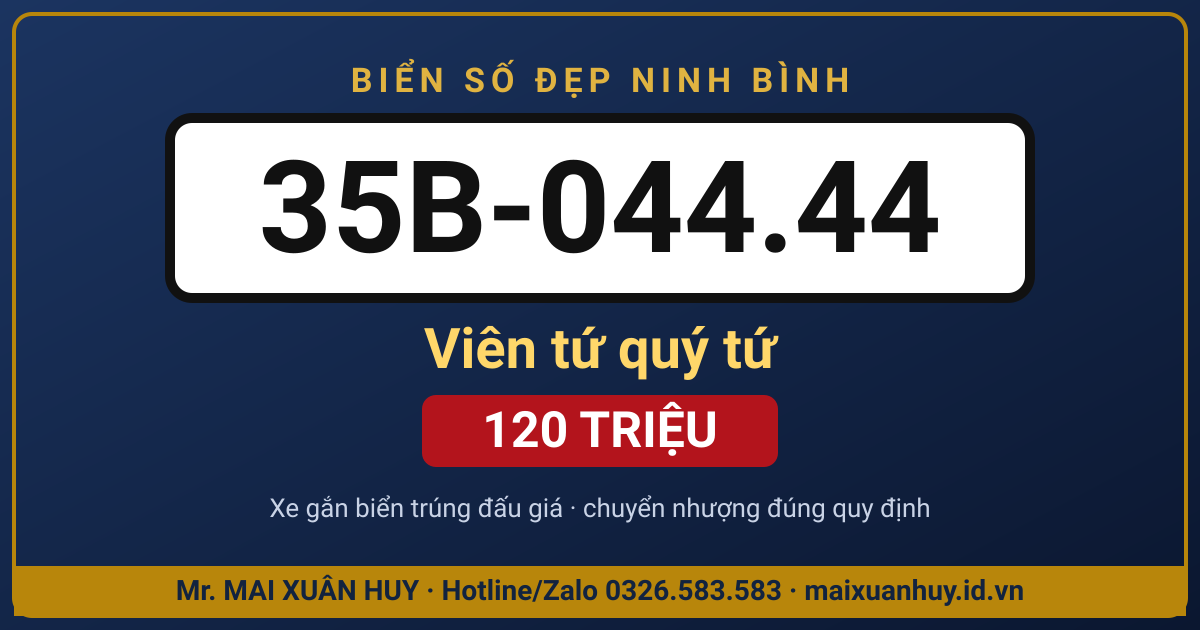 BIỂN SỐ ĐẸP NINH BÌNH
35B-044.44
Viên tứ quý tứ
120 TRIỆU
Xe gắn biển trúng đấu giá · chuyển nhượng đúng quy định
Mr. MAI XUÂN HUY · Hotline/Zalo 0326.583.583 · maixuanhuy.id.vn